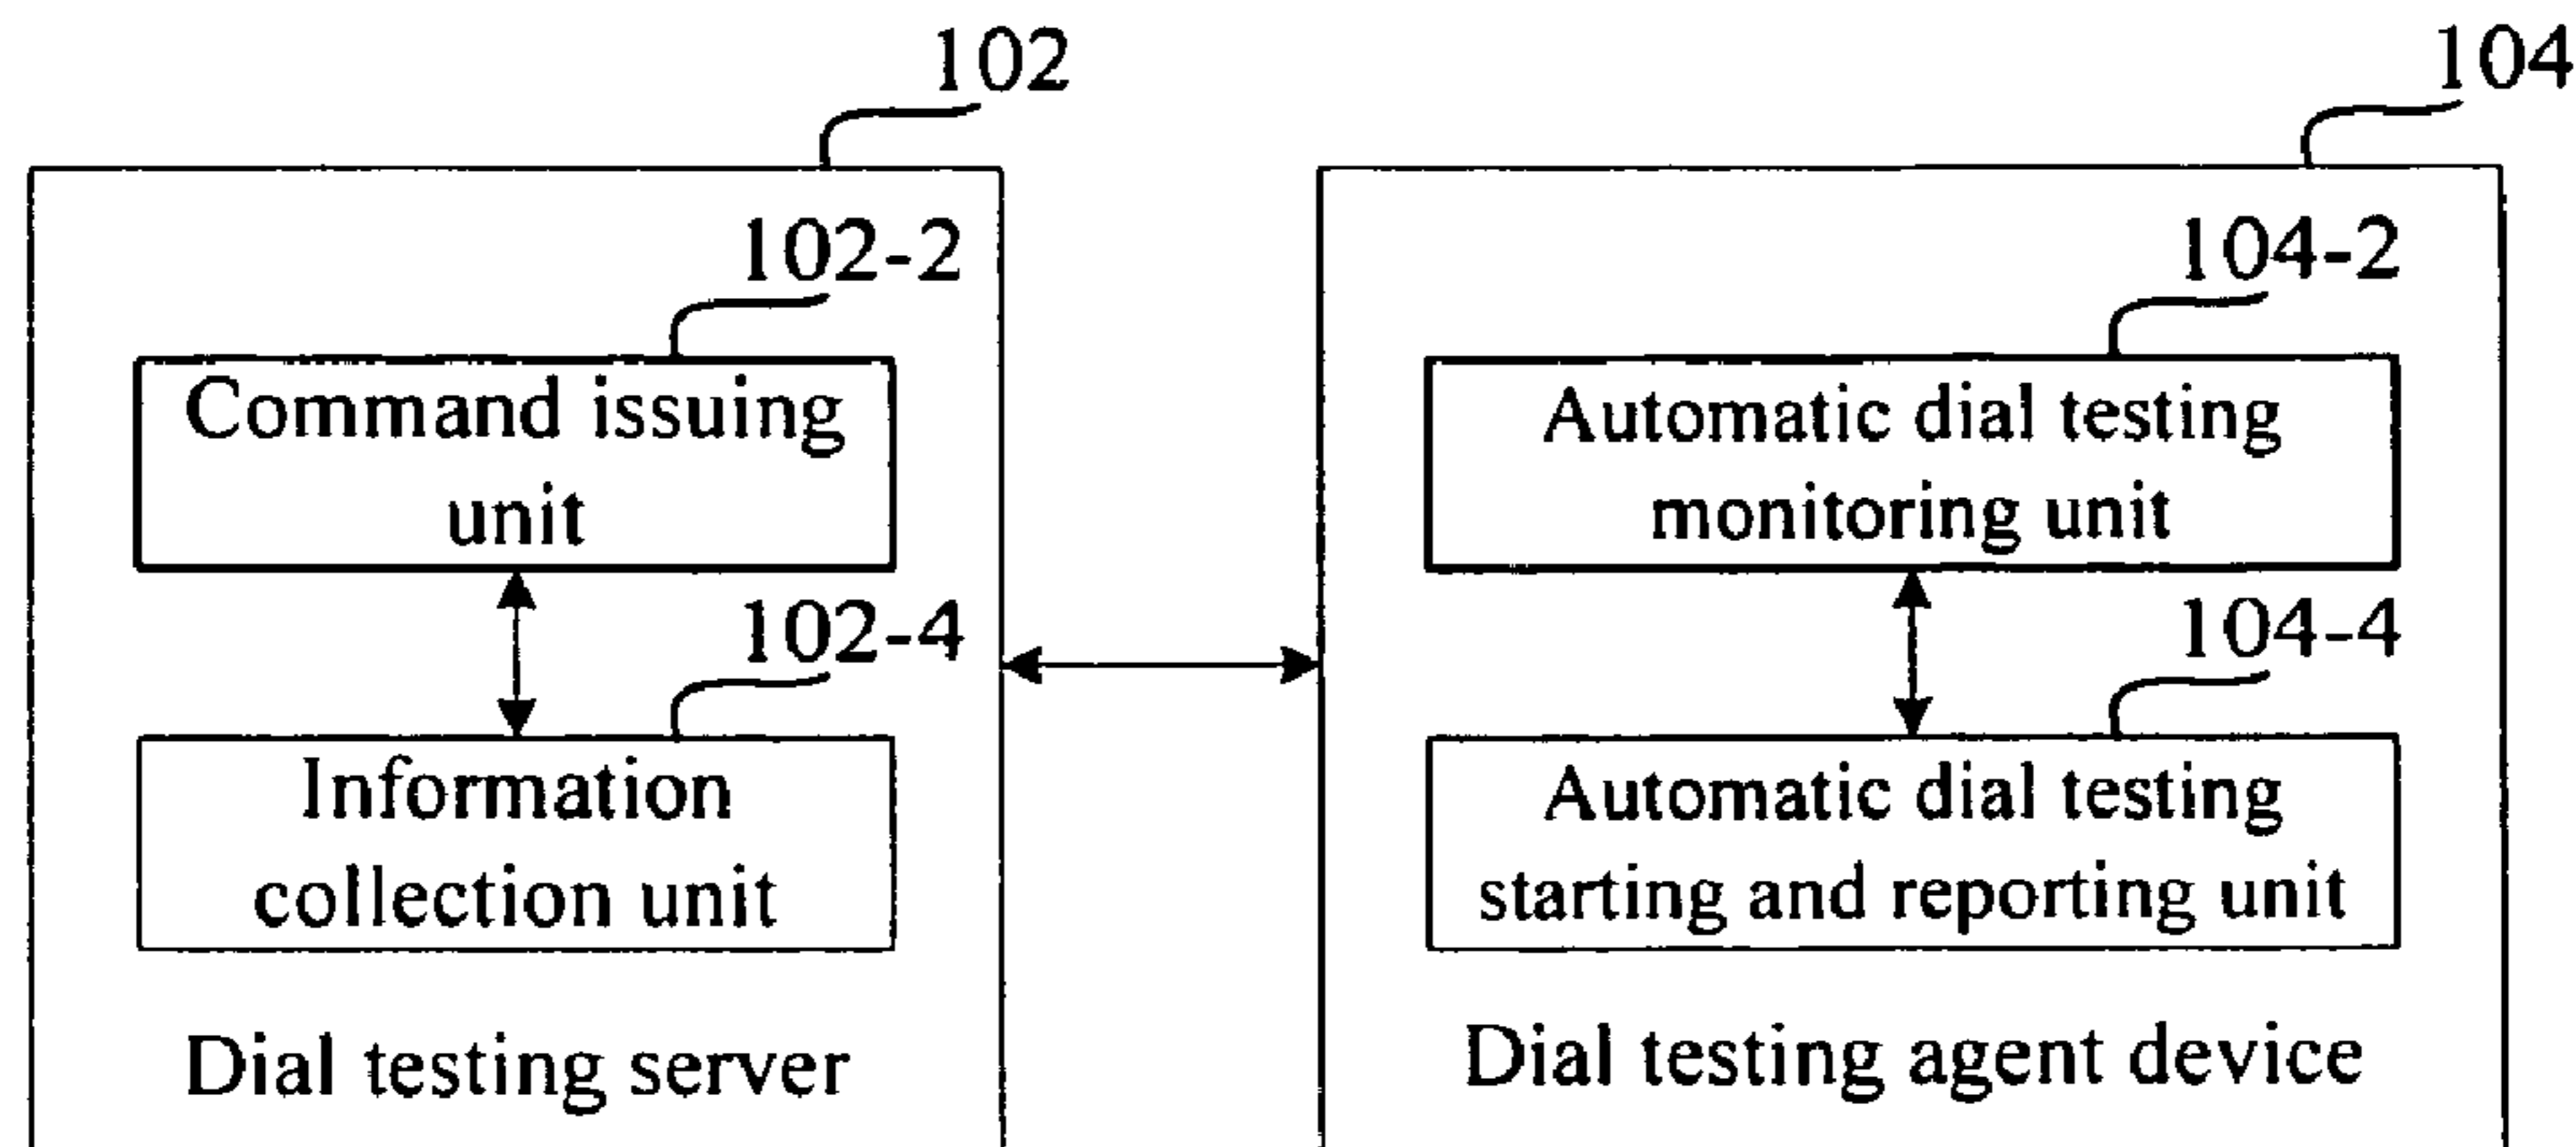 102
102-2
Command issuing
unit
102-4
Information
collection unit
Dial testing server
104
104-2
Automatic dial testing
monitoring unit
104-4
Automatic dial testing
starting and reporting unit
Dial testing agent device